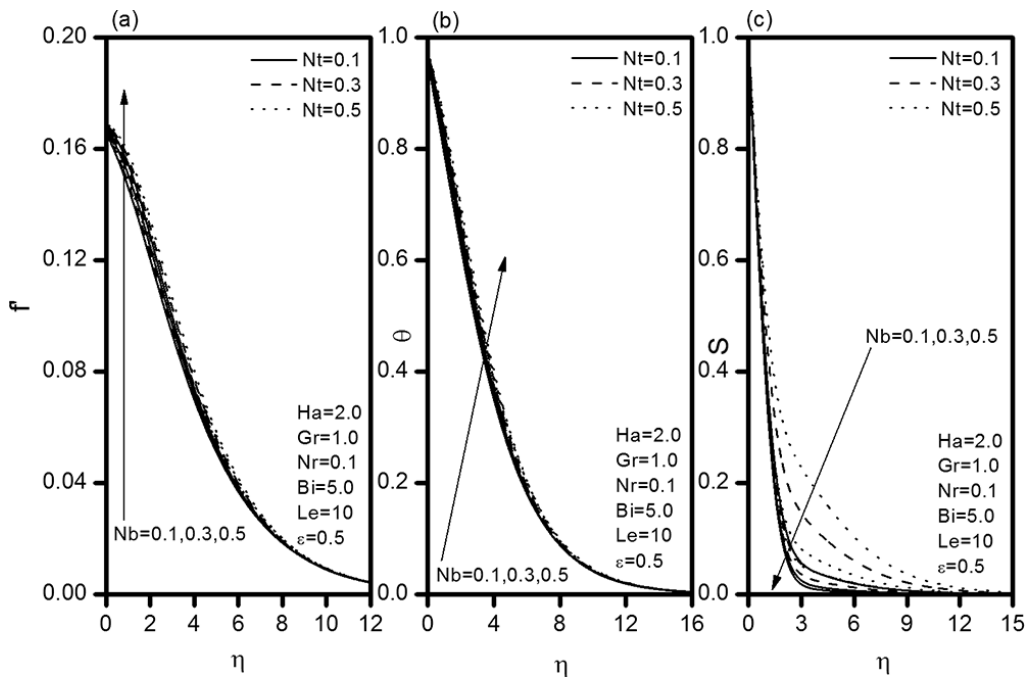 (a)
0.20
Nt=0.1
Nt=0.3
Nt=0.5
0.16
0.12
f'
0.08
0.04
0.00
Ha=2.0
Gr=1.0
Nr=0.1
Bi=5.0
Le=10
ε=0.5
Nb=0.1,0.3,0.5
0 2 4 6 8 10 12
η
(b)
1.0
Nt=0.1
Nt=0.3
Nt=0.5
0.8
0.6
θ
0.4
0.2
0.0
Ha=2.0
Gr=1.0
Nr=0.1
Bi=5.0
Le=10
ε=0.5
Nb=0.1,0.3,0.5
0 4 8 12 16
η
(c)
1.0
Nt=0.1
Nt=0.3
Nt=0.5
0.8
0.6
S
0.4
0.2
0.0
Nb=0.1,0.3,0.5
Ha=2.0
Gr=1.0
Nr=0.1
Bi=5.0
Le=10
ε=0.5
0 3 6 9 12 15
η